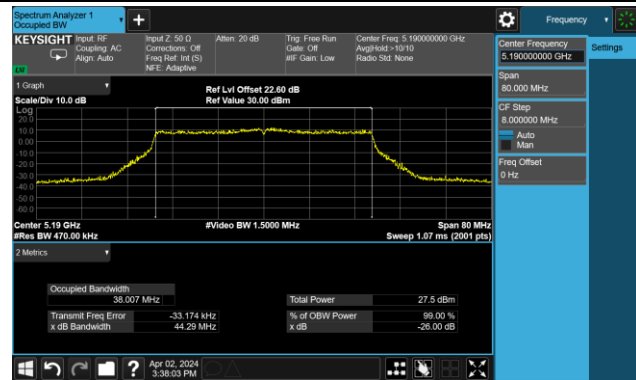 Spectrum Analyzer 1
Occupied BW
+
Frequency
KEYSIGHT
Input: RF
Coupling: AC
Align: Auto
Input Z: 50 Ω
Corrections: Off
Freq Ref: Int (S)
NFE: Adaptive
Atten: 20 dB
Trig: Free Run
Gate: Off
#IF Gain: Low
Center Freq: 5.190000000 GHz
Avg|Hold:>10/10
Radio Std: None
Center Frequency
5.190000000 GHz
Settings
Span
80.000 MHz
CF Step
8.000000 MHz
Auto
Man
Freq Offset
0 Hz
1 Graph
Scale/Div 10.0 dB
Ref Lvl Offset 22.60 dB
Ref Value 30.00 dBm
Log
20.0
10.0
0.00
-10.0
-20.0
-30.0
-40.0
-50.0
-60.0
Center 5.19 GHz
#Res BW 470.00 kHz
#Video BW 1.5000 MHz
Span 80 MHz
Sweep 1.07 ms (2001 pts)
2 Metrics
Occupied Bandwidth
38.007 MHz
Transmit Freq Error -33.174 kHz
x dB Bandwidth 44.29 MHz
Total Power 27.5 dBm
% of OBW Power 99.00 %
x dB -26.00 dB
?
Apr 02, 2024
3:38:03 PM